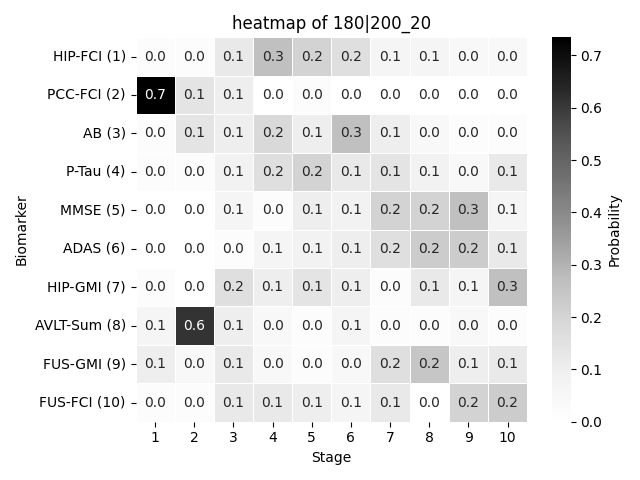 heatmap of 180|200_20
HIP-FCI (1) 0.0 0.0 0.1 0.3 0.2 0.2 0.1 0.1 0.0 0.0
PCC-FCI (2) 0.7 0.1 0.1 0.0 0.0 0.0 0.0 0.0 0.0 0.0
AB (3) 0.0 0.1 0.1 0.2 0.1 0.3 0.1 0.0 0.0 0.0
P-Tau (4) 0.0 0.0 0.1 0.2 0.2 0.1 0.1 0.1 0.0 0.1
MMSE (5) 0.0 0.0 0.1 0.0 0.1 0.1 0.2 0.2 0.3 0.1
ADAS (6) 0.0 0.0 0.0 0.1 0.1 0.1 0.2 0.2 0.2 0.1
HIP-GMI (7) 0.0 0.0 0.2 0.1 0.1 0.1 0.0 0.1 0.1 0.3
AVLT-Sum (8) 0.1 0.6 0.1 0.0 0.0 0.1 0.0 0.0 0.0 0.0
FUS-GMI (9) 0.1 0.0 0.1 0.0 0.0 0.0 0.2 0.2 0.1 0.1
FUS-FCI (10) 0.0 0.0 0.1 0.1 0.1 0.1 0.1 0.0 0.2 0.2
1 2 3 4 5 6 7 8 9 10
Stage
Biomarker
0.7
0.6
0.5
0.4
0.3
0.2
0.1
0.0
Probability